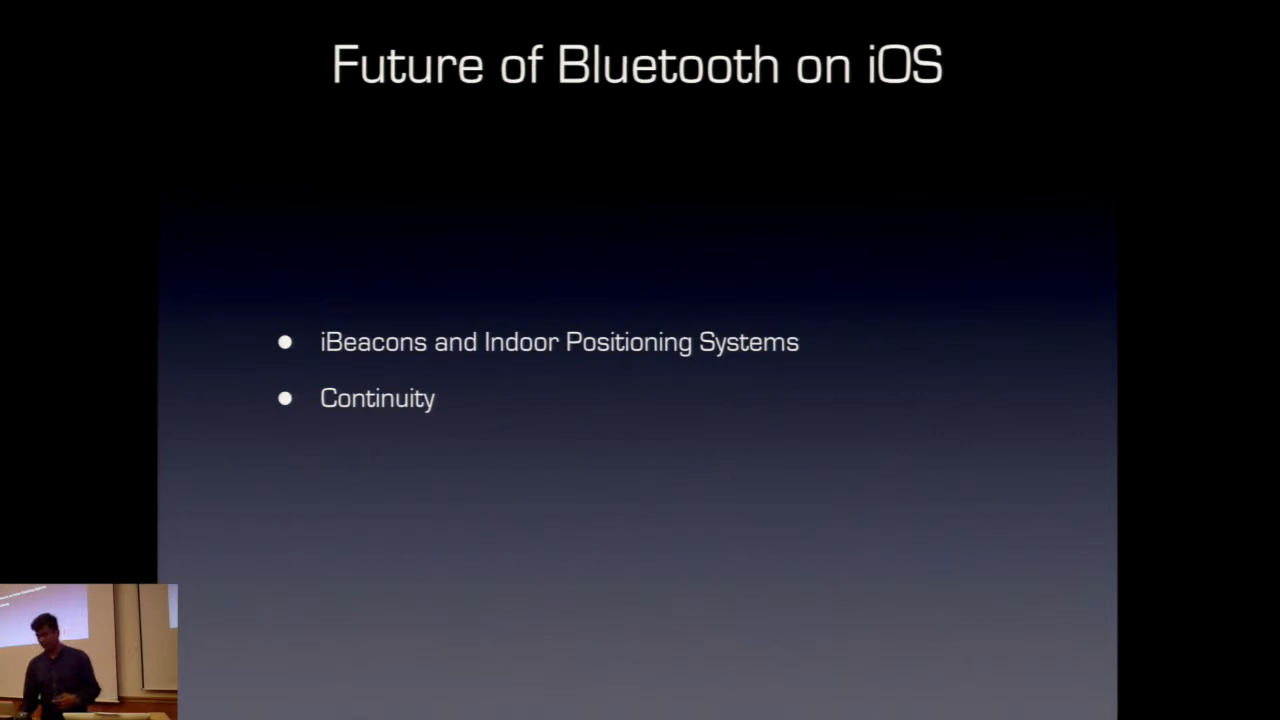 Future of Bluetooth on iOS
● iBeacons and Indoor Positioning Systems
● Continuity